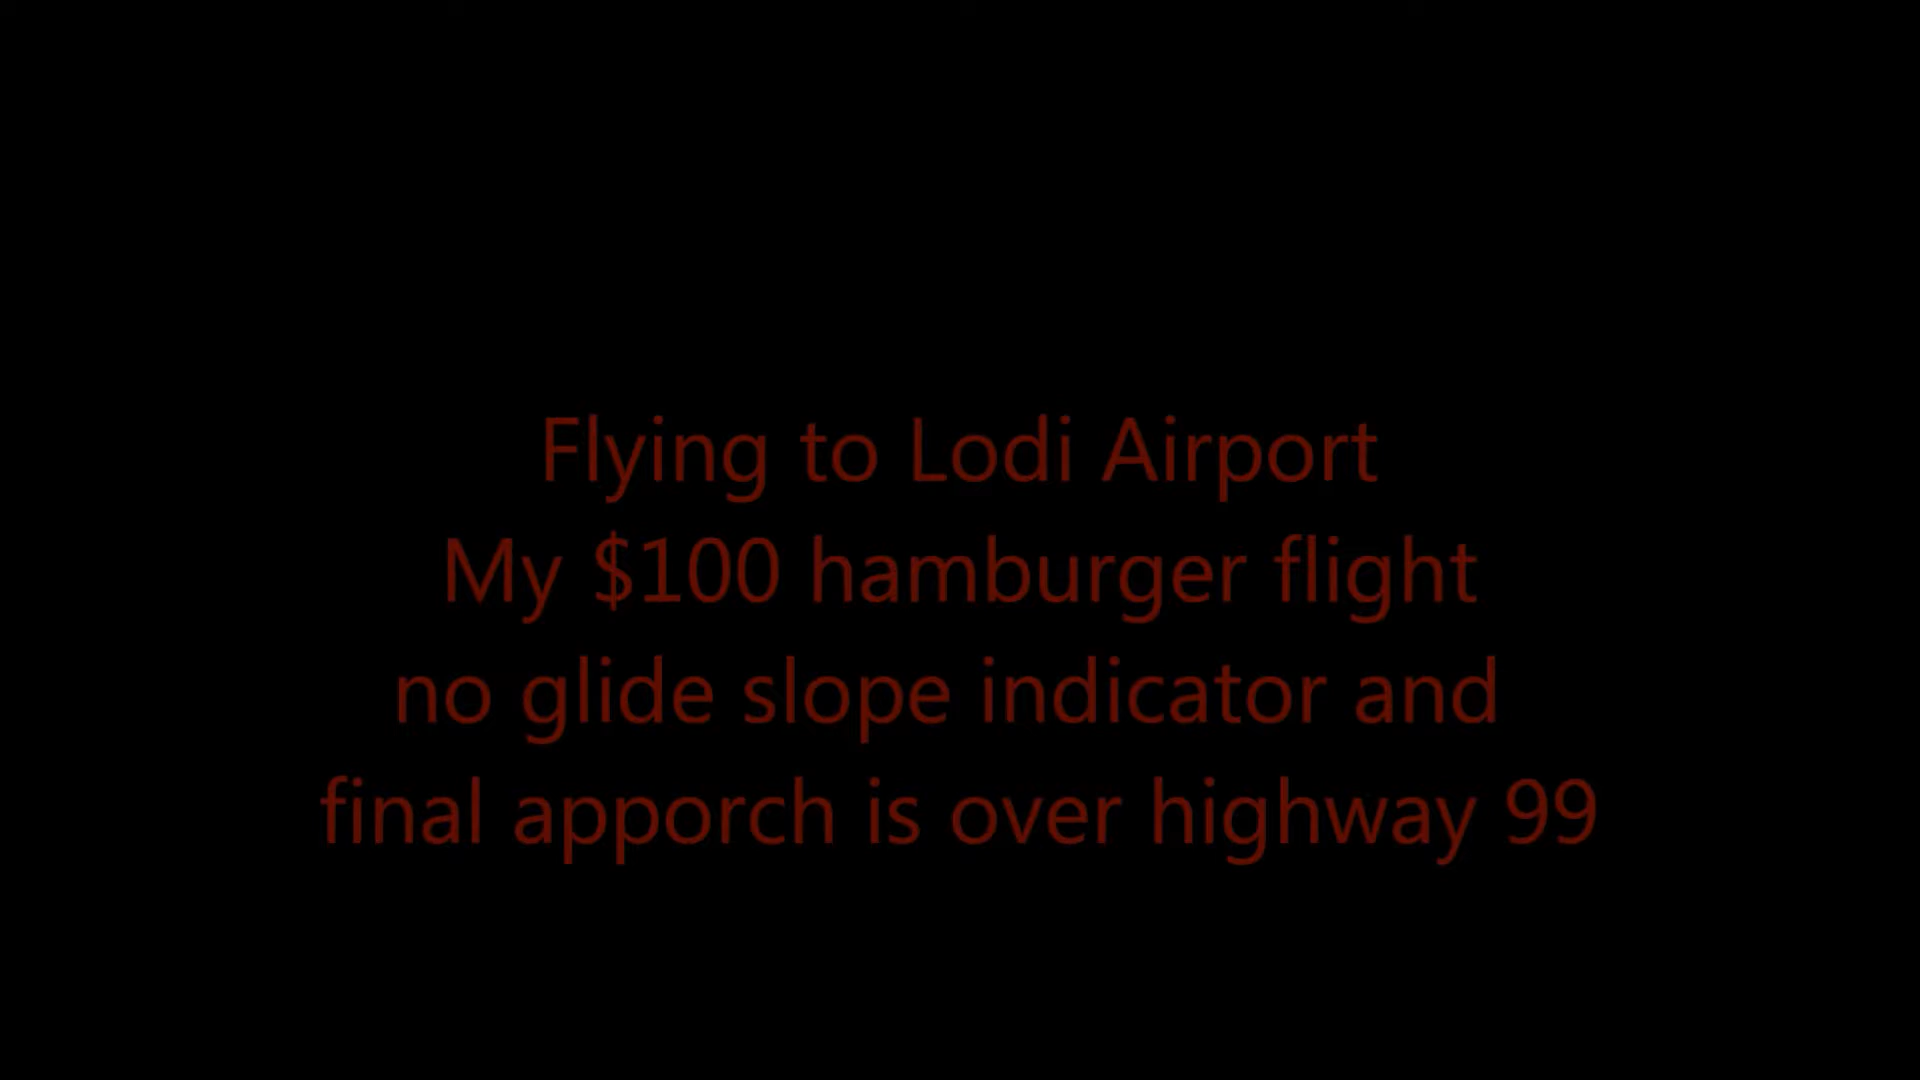 Flying to Lodi Airport
My $100 hamburger flight
no glide slope indicator and
final apporch is over highway 99